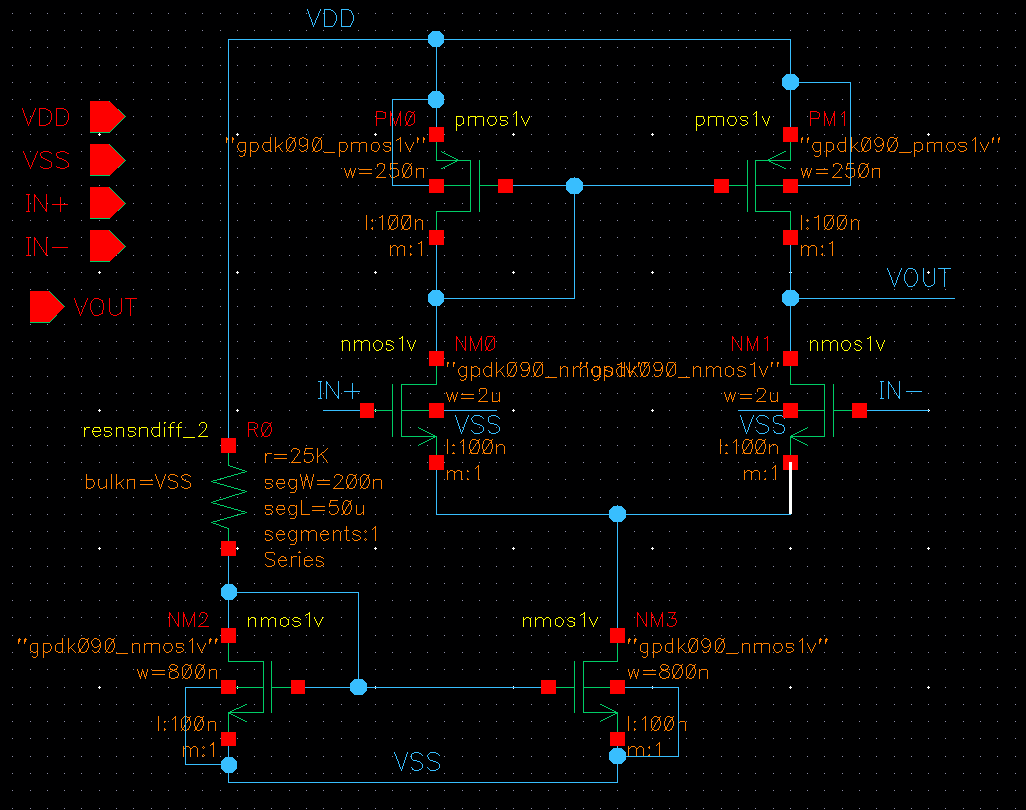 VDD
VDD
VSS
IN+
IN-
VOUT
PM0
pmos1v
"gpdk090_pmos1v"
w=250n
l:100n
m:1
pmos1v
PM1
"gpdk090_pmos1v"
w=250n
l:100n
m:1
VOUT
nmos1v
NM0
"gpdk090_nmos1v"
w=2u
IN+
VSS
l:100n
m:1
NM1
nmos1v
"gpdk090_nmos1v"
w=2u
IN-
VSS
l:100n
m:1
resnsndiff_2
R0
r=25K
bulkn=VSS
segW=200n
segL=50u
segments:1
Series
NM2
nmos1v
"gpdk090_nmos1v"
w=800n
l:100n
m:1
nmos1v
NM3
"gpdk090_nmos1v"
w=800n
l:100n
m:1
VSS